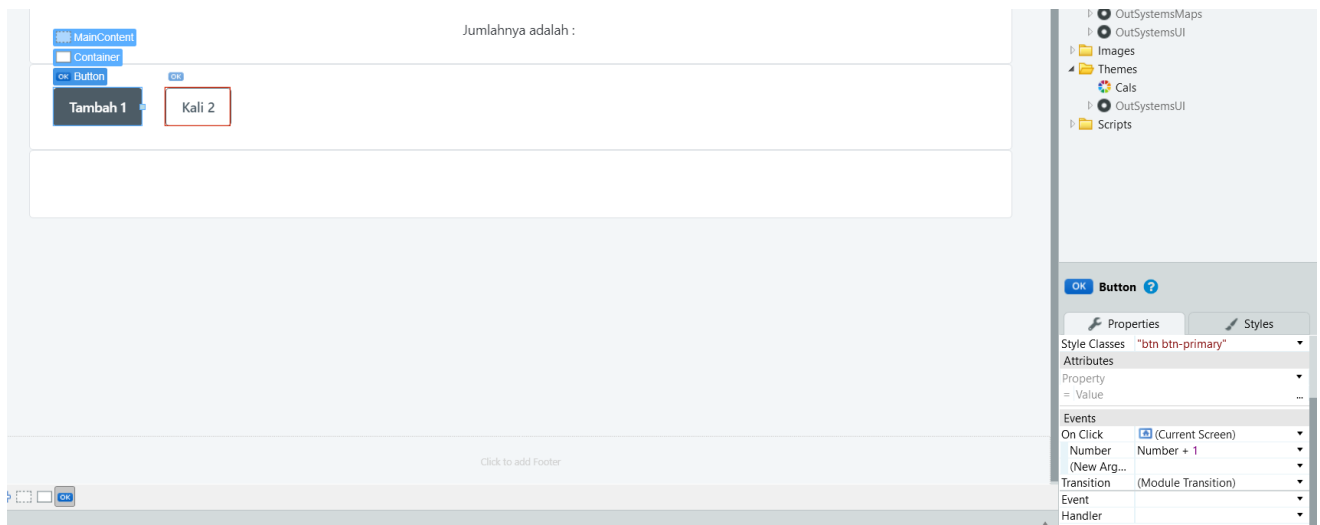 OutSystemsMaps
OutSystemsUI
Images
Themes
Cals
OutSystemsUI
Scripts
Jumlahnya adalah :
MainContent
Container
OK Button
OK
Tambah 1
Kali 2
Click to add Footer
OK
OK Button ?
Properties
Styles
Style Classes "btn btn-primary"
Attributes
Property
= Value ...
Events
On Click (Current Screen)
Number Number + 1
(New Arg...
Transition (Module Transition)
Event
Handler